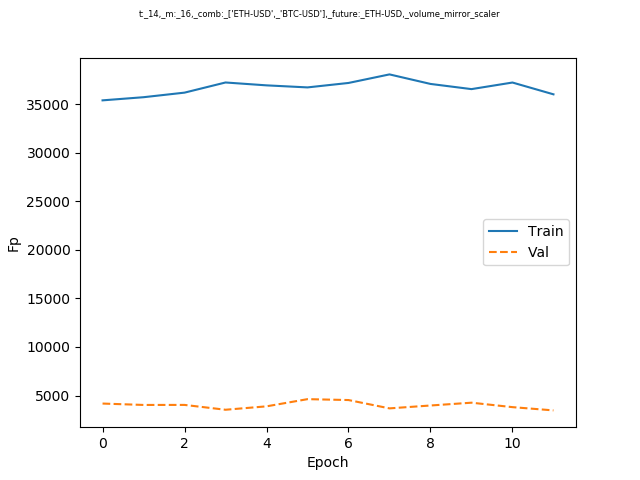 t:_14,_m:_16,_comb:_['ETH-USD',_'BTC-USD'],_future:_ETH-USD,_volume_mirror_scaler
35000
30000
25000
20000
15000
10000
5000
Fp
Train
Val
0 2 4 6 8 10
Epoch